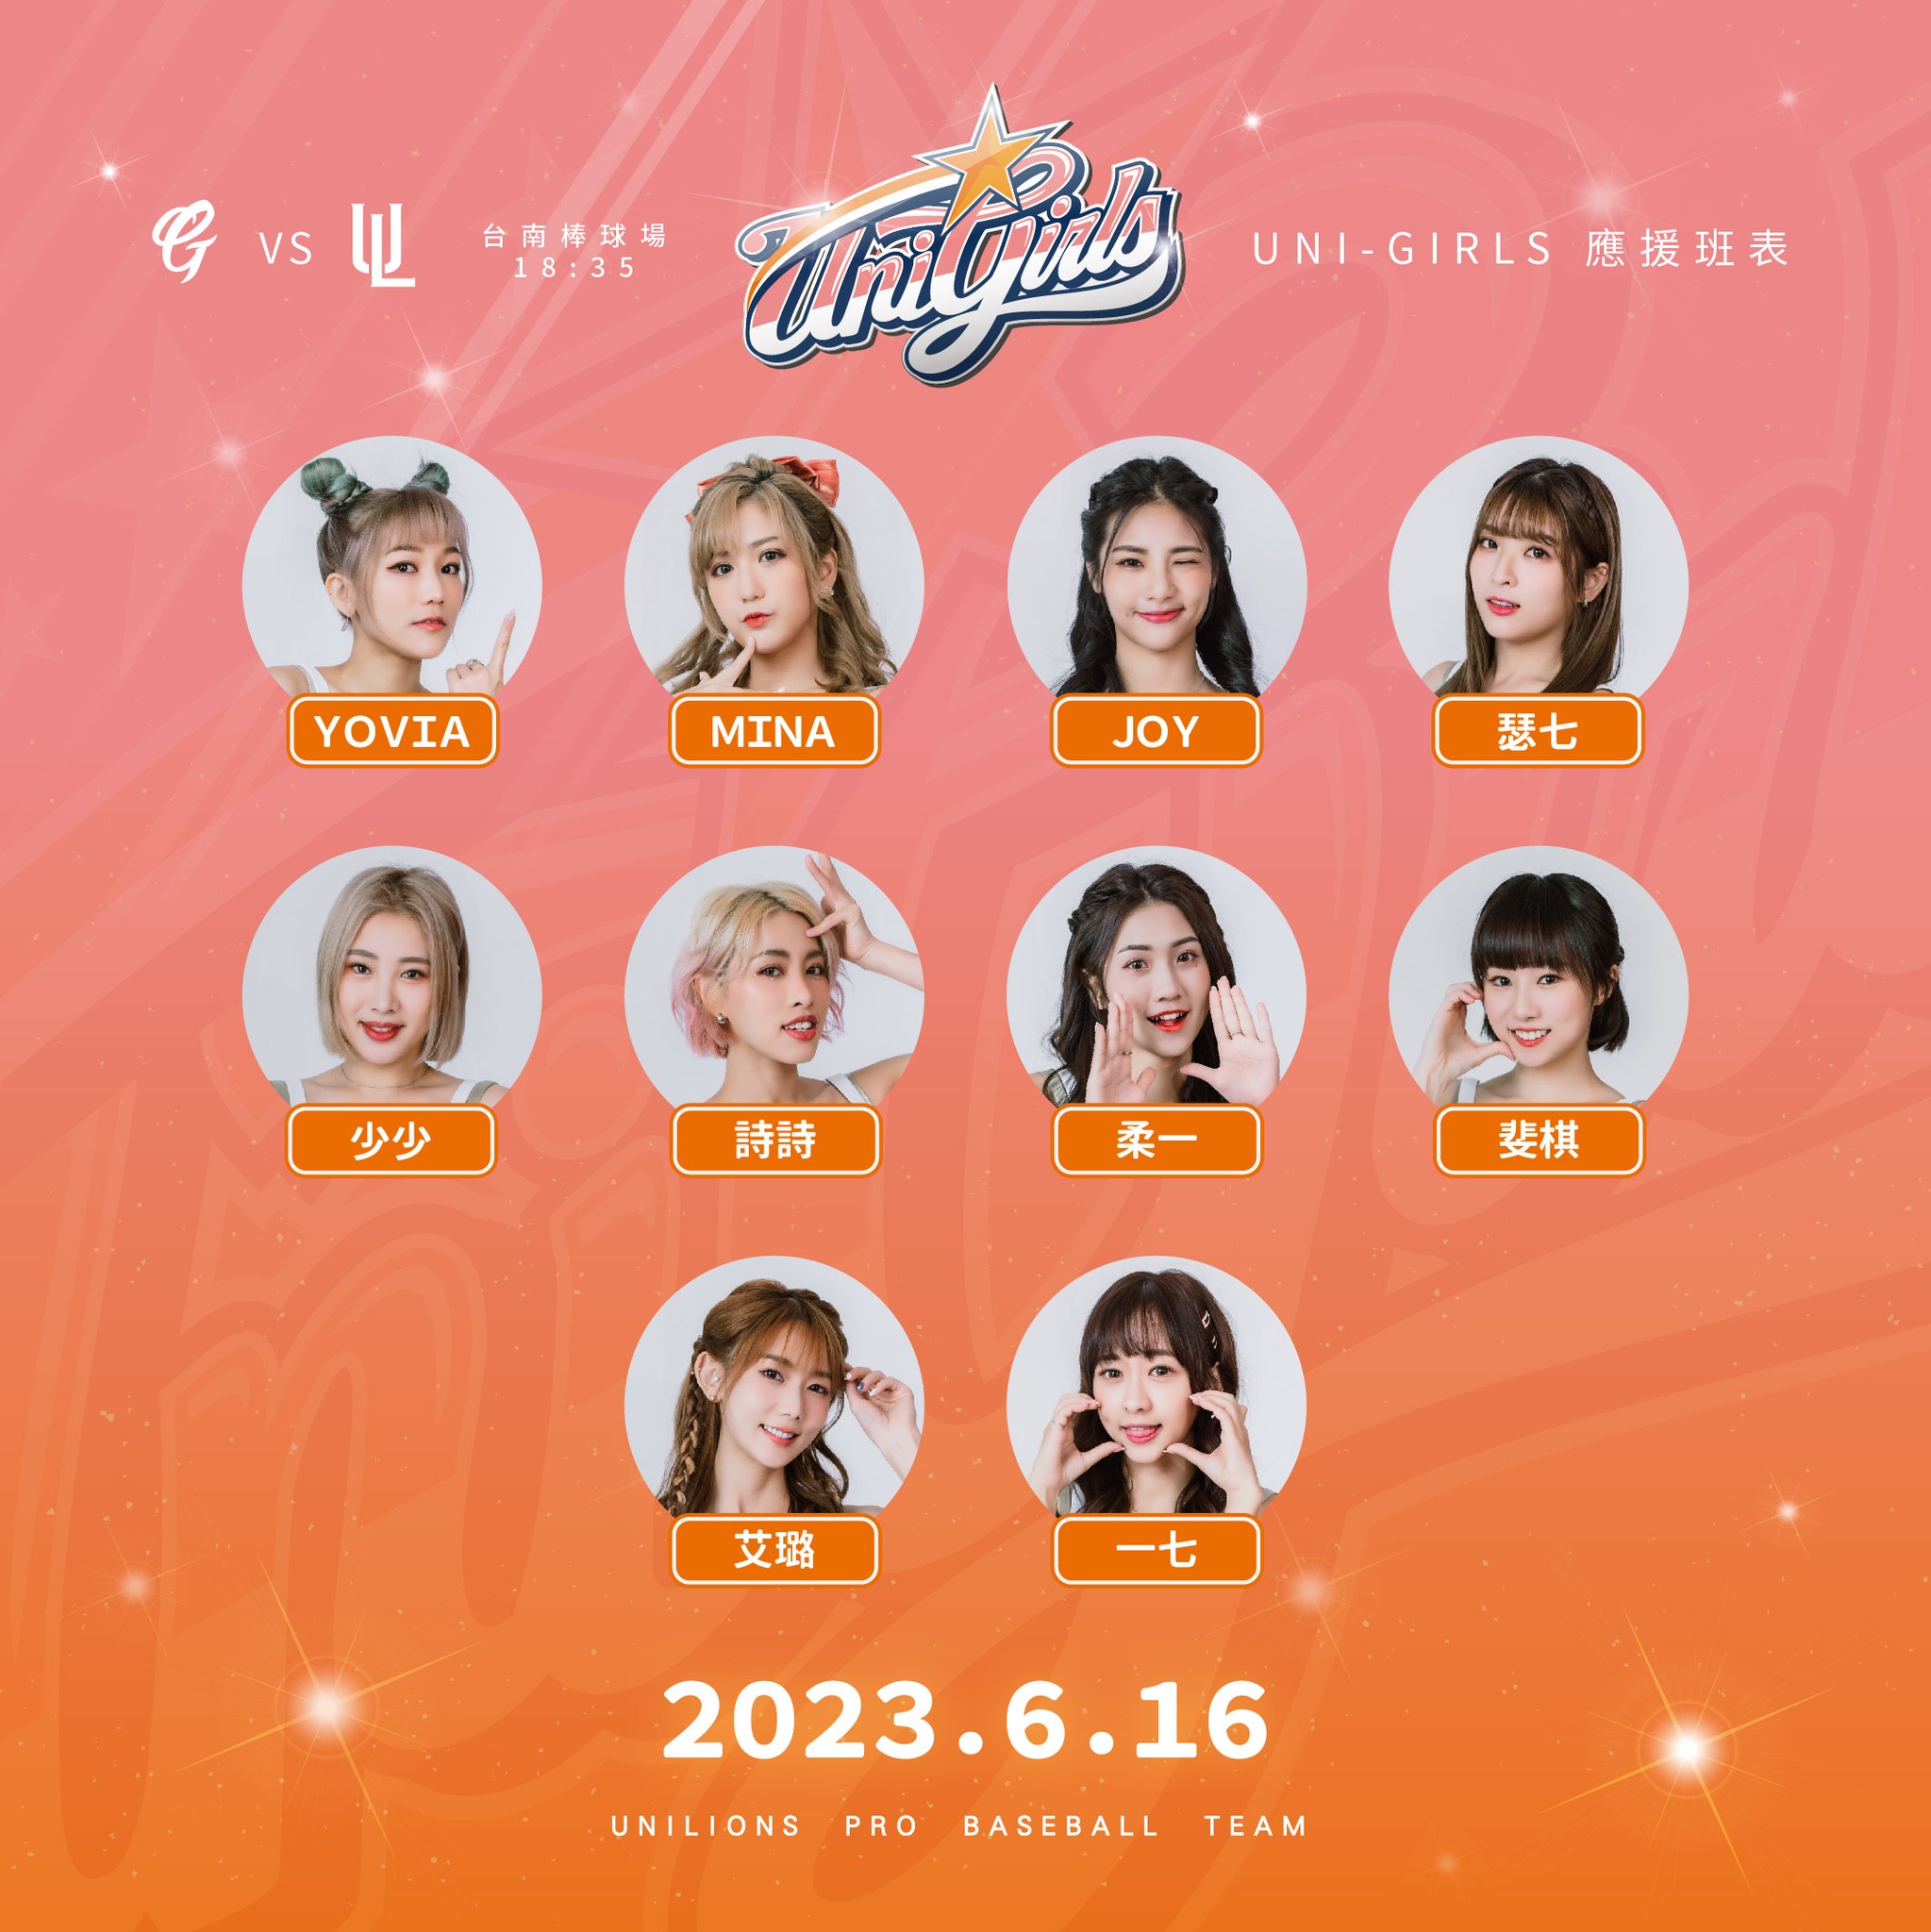 G VS UL
台南棒球場
18:35
UniGirls
UNI-GIRLS 應援班表
YOVIA
MINA
JOY
瑟七
少少
詩詩
柔一
斐棋
艾璐
一七
2023.6.16
UNILIONS PRO BASEBALL TEAM